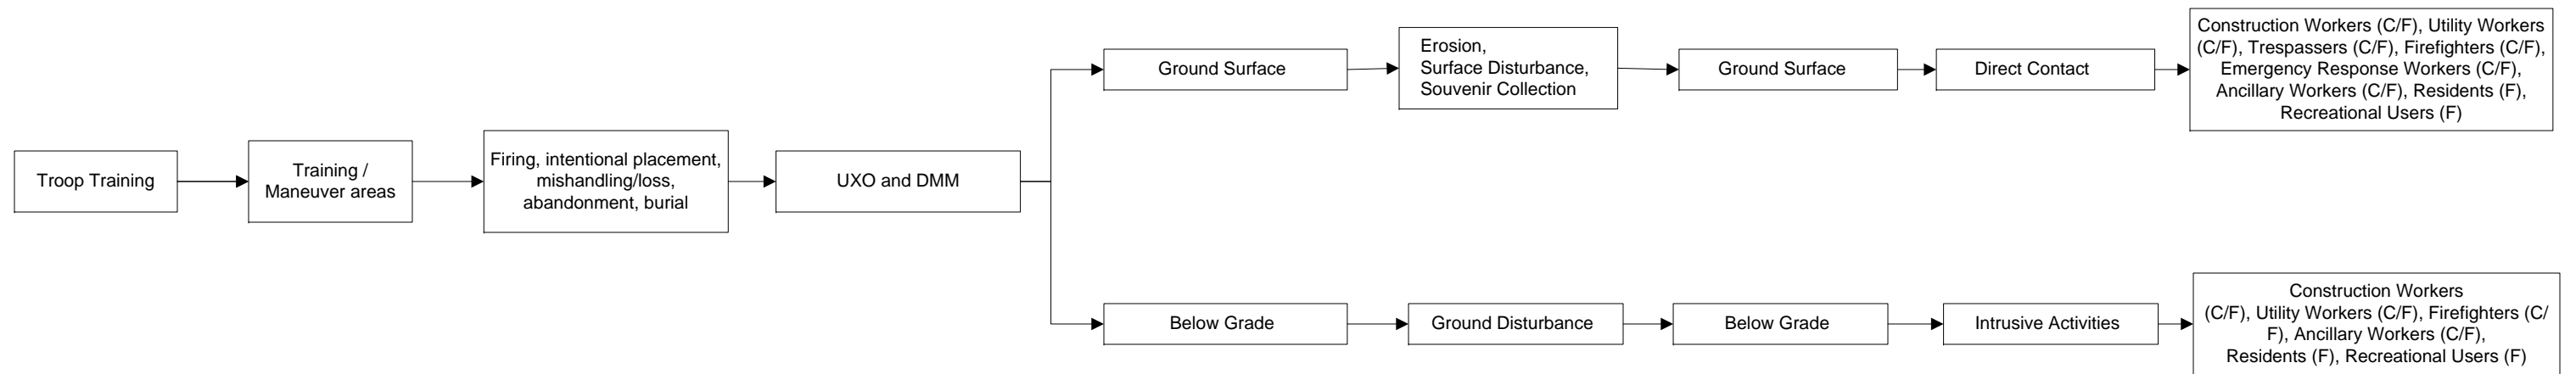 Troop Training
Training /
Maneuver areas
Firing, intentional placement,
mishandling/loss,
abandonment, burial
UXO and DMM
Ground Surface
Erosion,
Surface Disturbance,
Souvenir Collection
Ground Surface
Direct Contact
Construction Workers (C/F), Utility Workers
(C/F), Trespassers (C/F), Firefighters (C/F),
Emergency Response Workers (C/F),
Ancillary Workers (C/F), Residents (F),
Recreational Users (F)
Below Grade
Ground Disturbance
Below Grade
Intrusive Activities
Construction Workers
(C/F), Utility Workers (C/F), Firefighters (C/
F), Ancillary Workers (C/F),
Residents (F), Recreational Users (F)